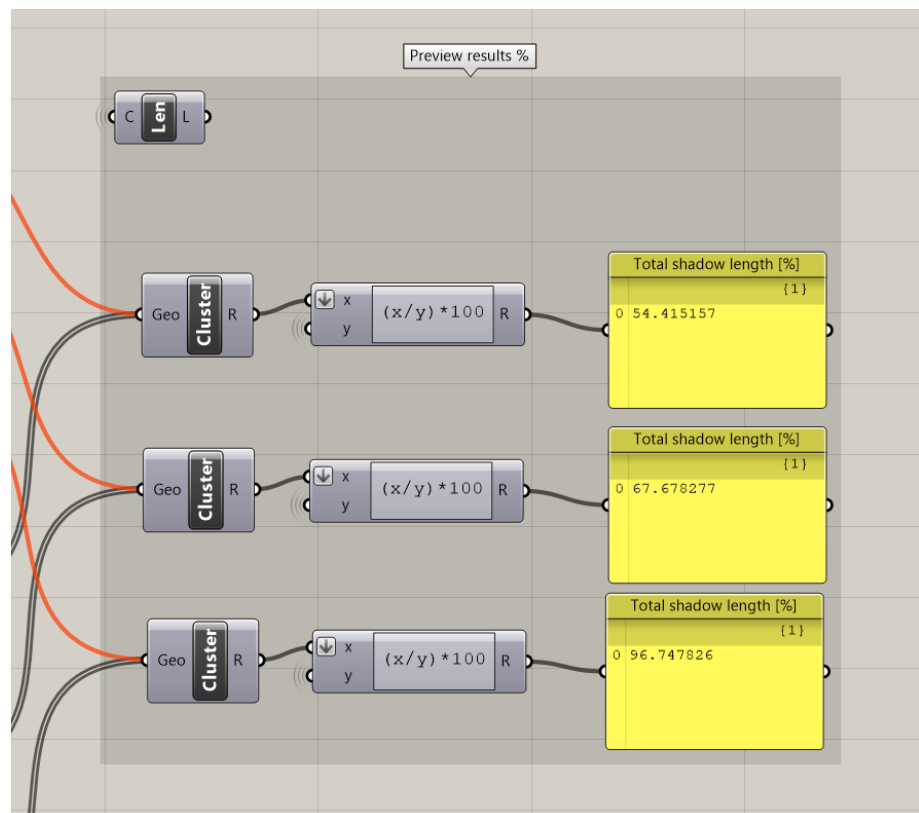 Preview results %
C Len L
Total shadow length [%]
{1}
0 54.415157
Geo Cluster R
x
y
(x/y)*100 R
Total shadow length [%]
{1}
0 67.678277
Geo Cluster R
x
y
(x/y)*100 R
Total shadow length [%]
{1}
0 96.747826
Geo Cluster R
x
y
(x/y)*100 R